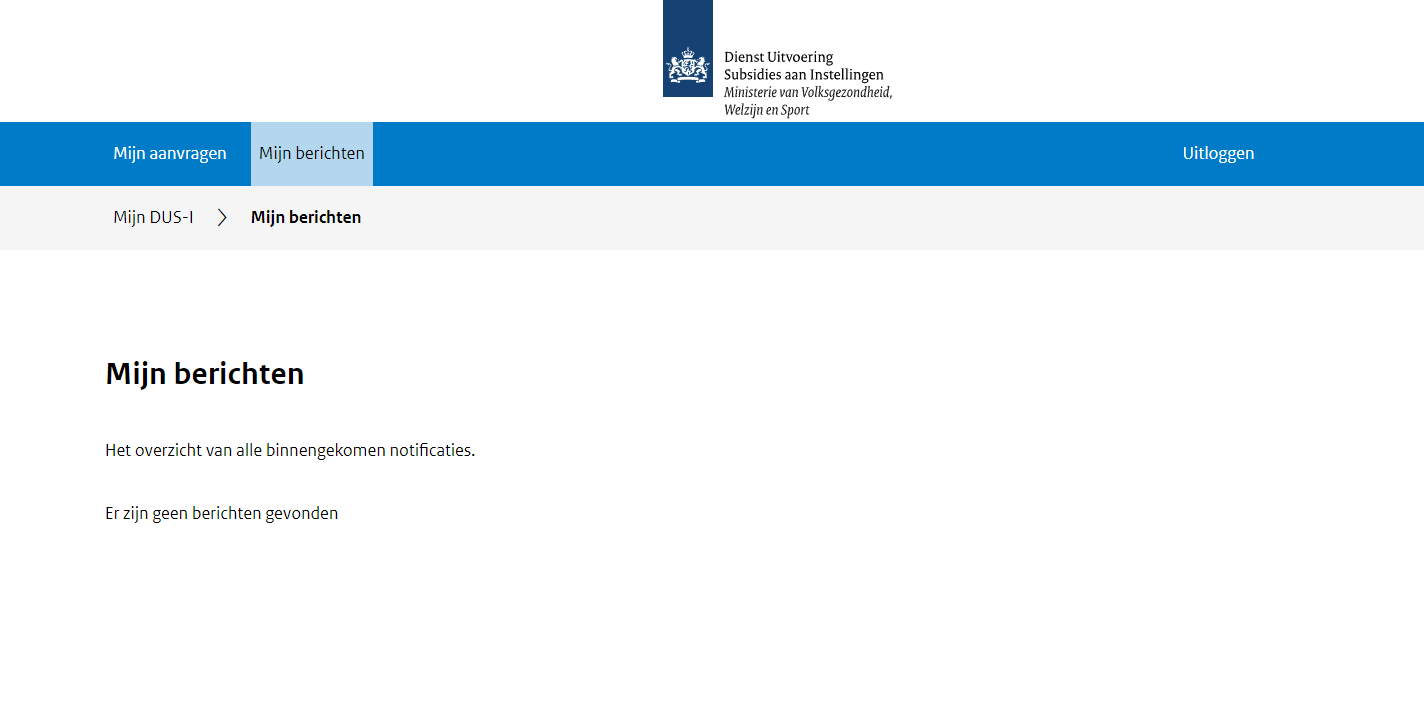 Dienst Uitvoering
Subsidies aan Instellingen
Ministerie van Volksgezondheid,
Welzijn en Sport
Mijn aanvragen
Mijn berichten
Uitloggen
Mijn DUS-I
Mijn berichten
Mijn berichten
Het overzicht van alle binnengekomen notificaties.
Er zijn geen berichten gevonden